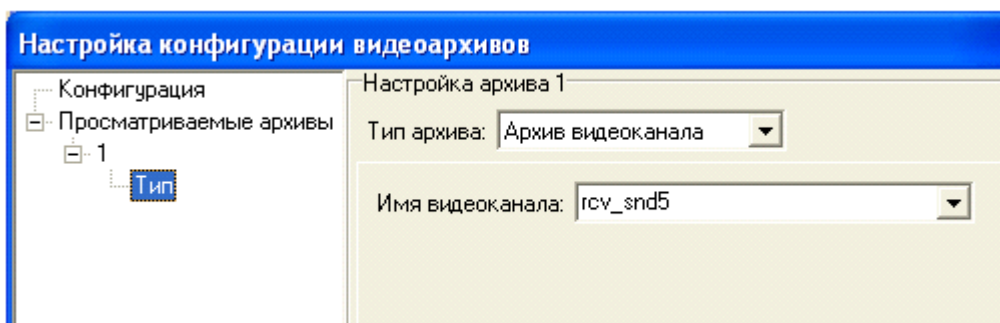 Настройка конфигурации видеоархивов
Конфигурация
Просматриваемые архивы
1
Тип
Настройка архива 1
Тип архива: Архив видеоканала
Имя видеоканала: rcv_snd5